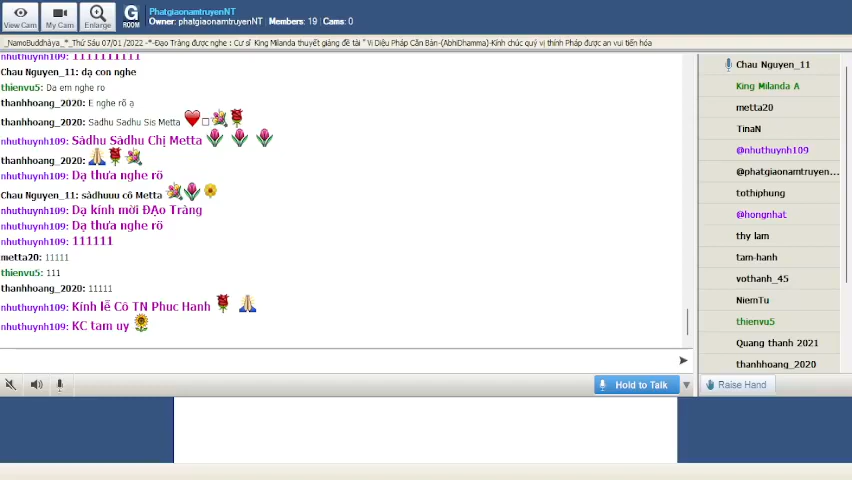 View Cam
My Cam
Enlarge
G
ROOM
PhatgiaonamtruyenNT
Owner: phatgiaonamtruyenNT | Members: 19 | Cams: 0
_NamoBuddhàya_*_Thứ Sáu 07/01 /2022 -*-Đạo Tràng được nghe : Cư sĩ King Milanda thuyết giảng đề tài " Vi Diệu Pháp Căn Bản-(AbhiDhamma)-Kính chúc quý vị thính Pháp được an vui tiến hóa
nhuthuynh109: 11111111111
Chau Nguyen_11: dạ con nghe
thienvu5: Da em nghe ro
thanhhoang_2020: E nghe rõ ạ
thanhhoang_2020: Sadhu Sadhu Sis Metta
nhuthuynh109: Sàdhu Sàdhu Chị Metta
thanhhoang_2020:
nhuthuynh109: Dạ thưa nghe rõ
Chau Nguyen_11: sàdhuuu cô Metta
nhuthuynh109: Dạ kính mời ĐẠo Tràng
nhuthuynh109: Dạ thưa nghe rõ
nhuthuynh109: 111111
metta20: 11111
thienvu5: 111
thanhhoang_2020: 11111
nhuthuynh109: Kính lễ Cô TN Phuc Hanh
nhuthuynh109: KC tam uy
Hold to Talk
Chau Nguyen_11
King Milanda A
metta20
TinaN
@nhuthuynh109
@phatgiaonamtruyen...
tothiphung
@hongnhat
thy lam
tam-hanh
vothanh_45
NiemTu
thienvu5
Quang thanh 2021
thanhhoang_2020
Raise Hand